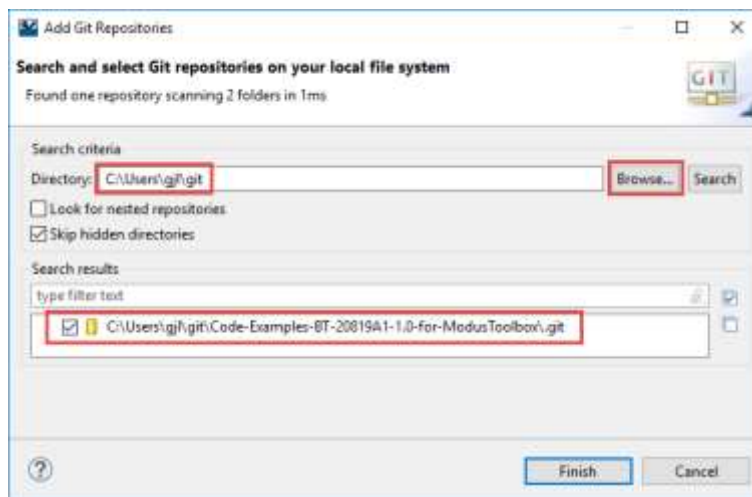 Add Git Repositories
Search and select Git repositories on your local file system
Found one repository scanning 2 folders in 1ms
GIT
Search criteria
Directory: C:\Users\gjl\git Browse... Search
Look for nested repositories
Skip hidden directories
Search results
type filter text
C:\Users\gjl\git\Code-Examples-BT-20819A1-1.0-for-ModusToolbox\.git
Finish Cancel